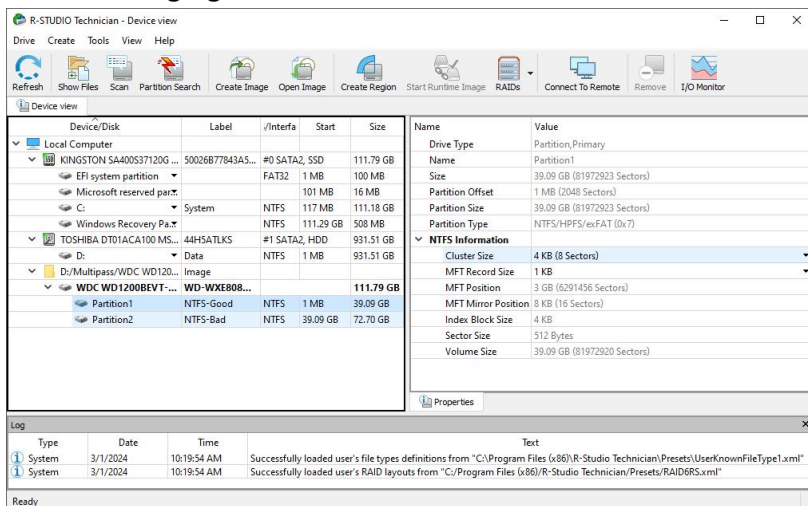 R-STUDIO Technician - Device view
Drive Create Tools View Help
Refresh Show Files Scan Partition Search Create Image Open Image Create Region Start Runtime Image RAIDs Connect To Remote Remove I/O Monitor
Device view
Device/Disk Label /Interfa Start Size
Local Computer
KINGSTON SA400S37120G ... 50026B77843A5... #0 SATA2, SSD 111.79 GB
EFI system partition FAT32 1 MB 100 MB
Microsoft reserved par... 101 MB 16 MB
C: System NTFS 117 MB 111.18 GB
Windows Recovery Pa... NTFS 111.29 GB 508 MB
TOSHIBA DT01ACA100 MS... 44H5ATLKS #1 SATA2, HDD 931.51 GB
D: Data NTFS 1 MB 931.51 GB
D:/Multipass/WDC WD120... Image
WDC WD1200BEVT-... WD-WXE808... 111.79 GB
Partition1 NTFS-Good NTFS 1 MB 39.09 GB
Partition2 NTFS-Bad NTFS 39.09 GB 72.70 GB
Name Value
Drive Type Partition,Primary
Name Partition1
Size 39.09 GB (81972923 Sectors)
Partition Offset 1 MB (2048 Sectors)
Partition Size 39.09 GB (81972923 Sectors)
Partition Type NTFS/HPFS/exFAT (0x7)
NTFS Information
Cluster Size 4 KB (8 Sectors)
MFT Record Size 1 KB
MFT Position 3 GB (6291456 Sectors)
MFT Mirror Position 8 KB (16 Sectors)
Index Block Size 4 KB
Sector Size 512 Bytes
Volume Size 39.09 GB (81972920 Sectors)
Properties
Log
Type Date Time Text
System 3/1/2024 10:19:54 AM Successfully loaded user's file types definitions from "C:\Program Files (x86)\R-Studio Technician\Presets\UserKnownFileType1.xml"
System 3/1/2024 10:19:54 AM Successfully loaded user's RAID layouts from "C:/Program Files (x86)/R-Studio Technician/Presets/RAID6RS.xml"
Ready